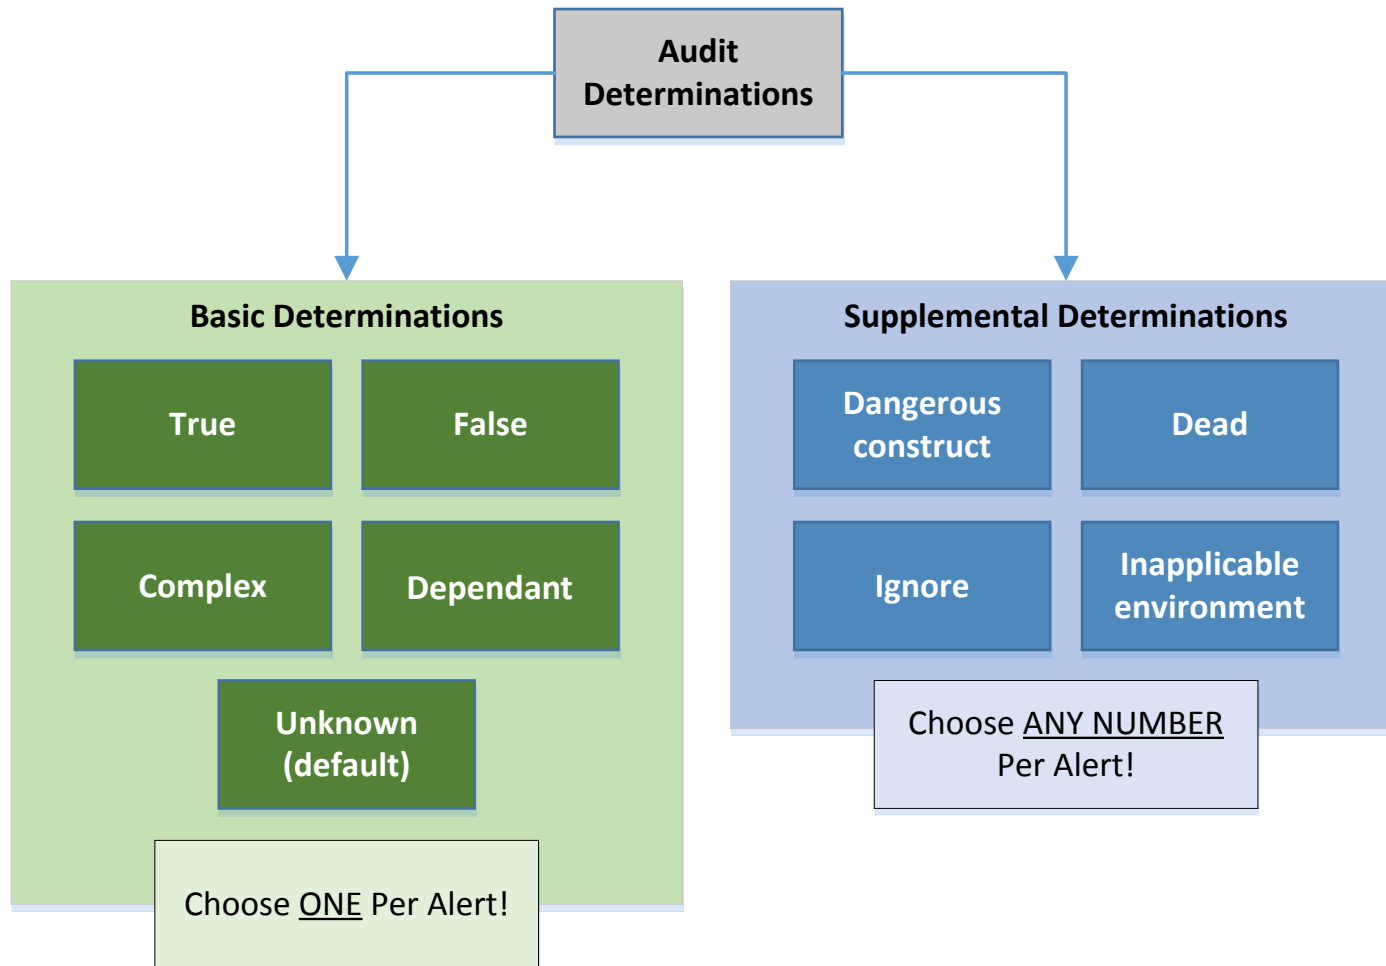 Audit
Determinations
Basic Determinations
True
False
Complex
Dependant
Unknown
(default)
Choose ONE Per Alert!
Supplemental Determinations
Dangerous
construct
Dead
Ignore
Inapplicable
environment
Choose ANY NUMBER
Per Alert!